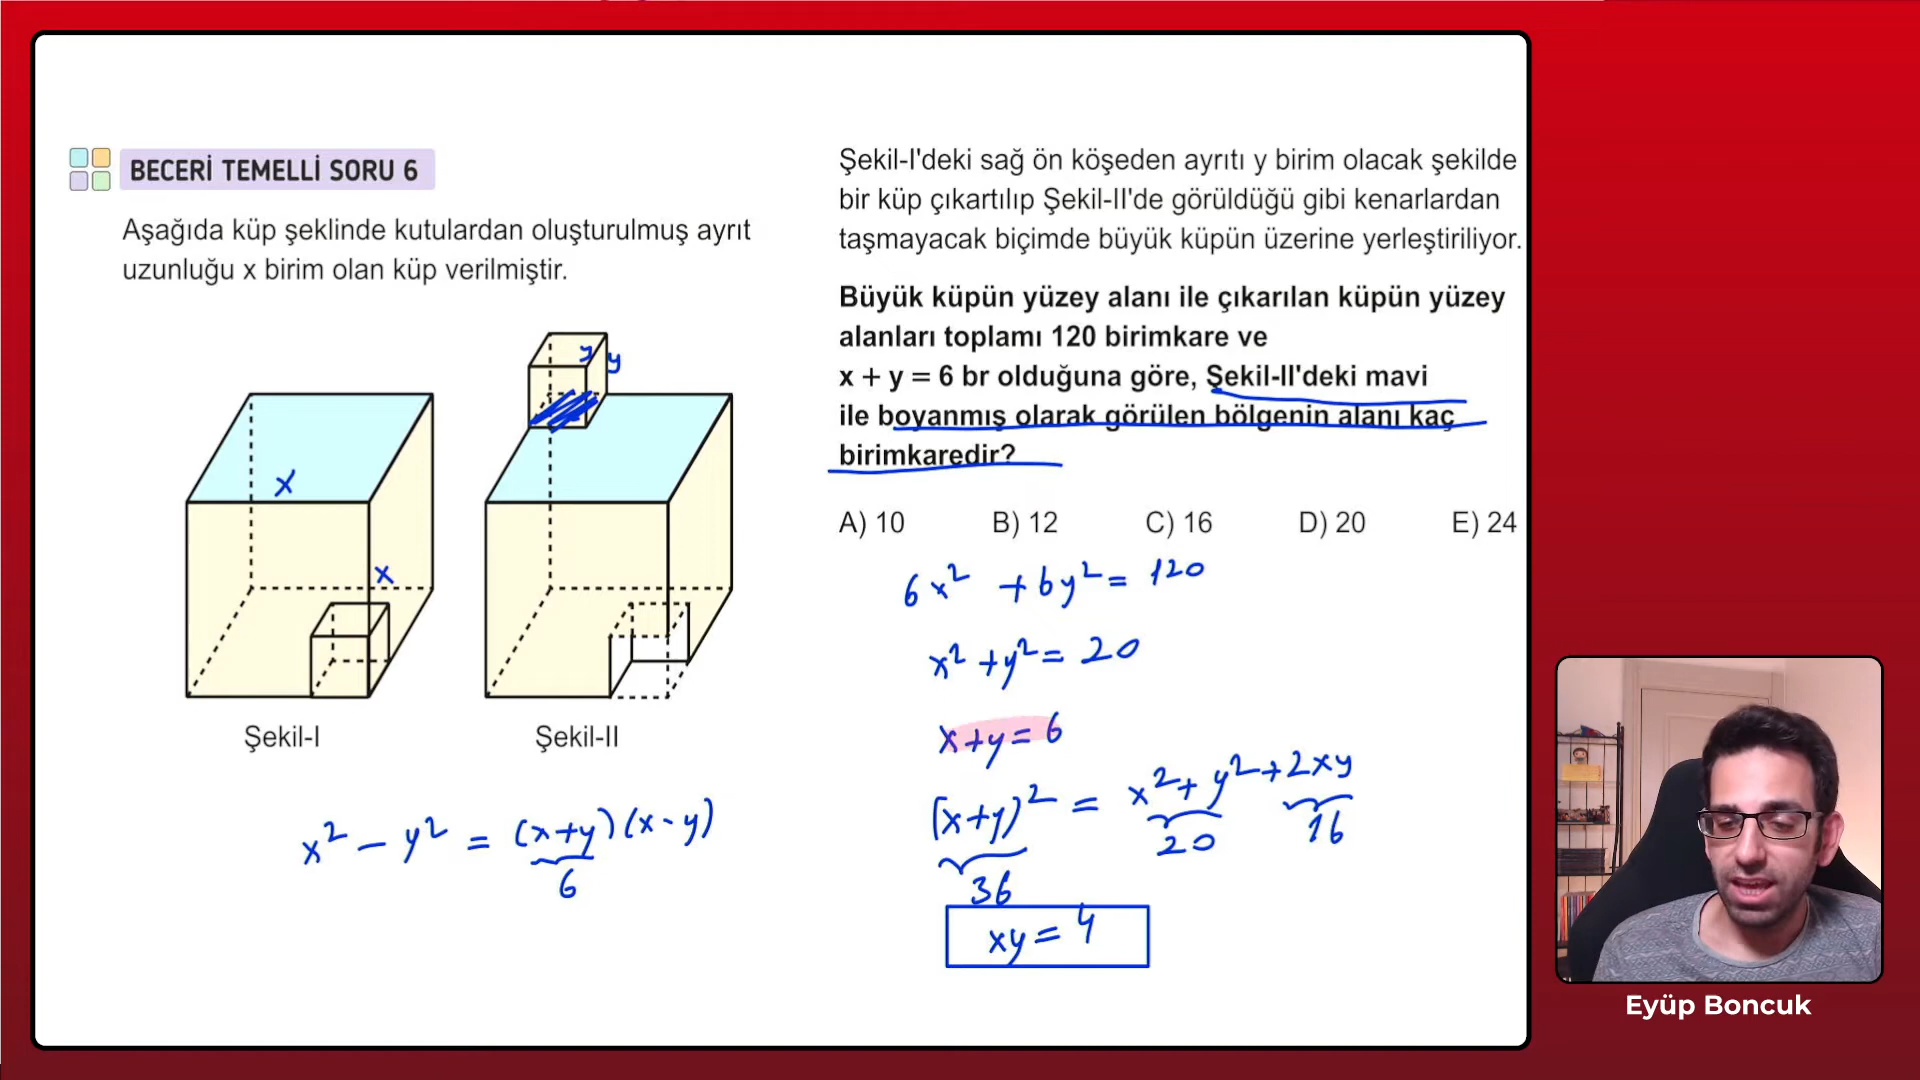 BECERİ TEMELLİ SORU 6
Aşağıda küp şeklinde kutulardan oluşturulmuş ayrıt
uzunluğu x birim olan küp verilmiştir.
y
y
x
x
Şekil-I
Şekil-II
x² − y² = (x+y)(x-y)
6
Şekil-I'deki sağ ön köşeden ayrıtı y birim olacak şekilde
bir küp çıkartılıp Şekil-II'de görüldüğü gibi kenarlardan
taşmayacak biçimde büyük küpün üzerine yerleştiriliyor.
Büyük küpün yüzey alanı ile çıkarılan küpün yüzey
alanları toplamı 120 birimkare ve
x + y = 6 br olduğuna göre, Şekil-II'deki mavi
ile boyanmış olarak görülen bölgenin alanı kaç
birimkaredir?
A) 10 B) 12 C) 16 D) 20 E) 24
6x² + 6y² = 120
x² + y² = 20
x+y = 6
(x+y)² = x² + y² + 2xy
36 20 16
xy = 4
Eyüp Boncuk